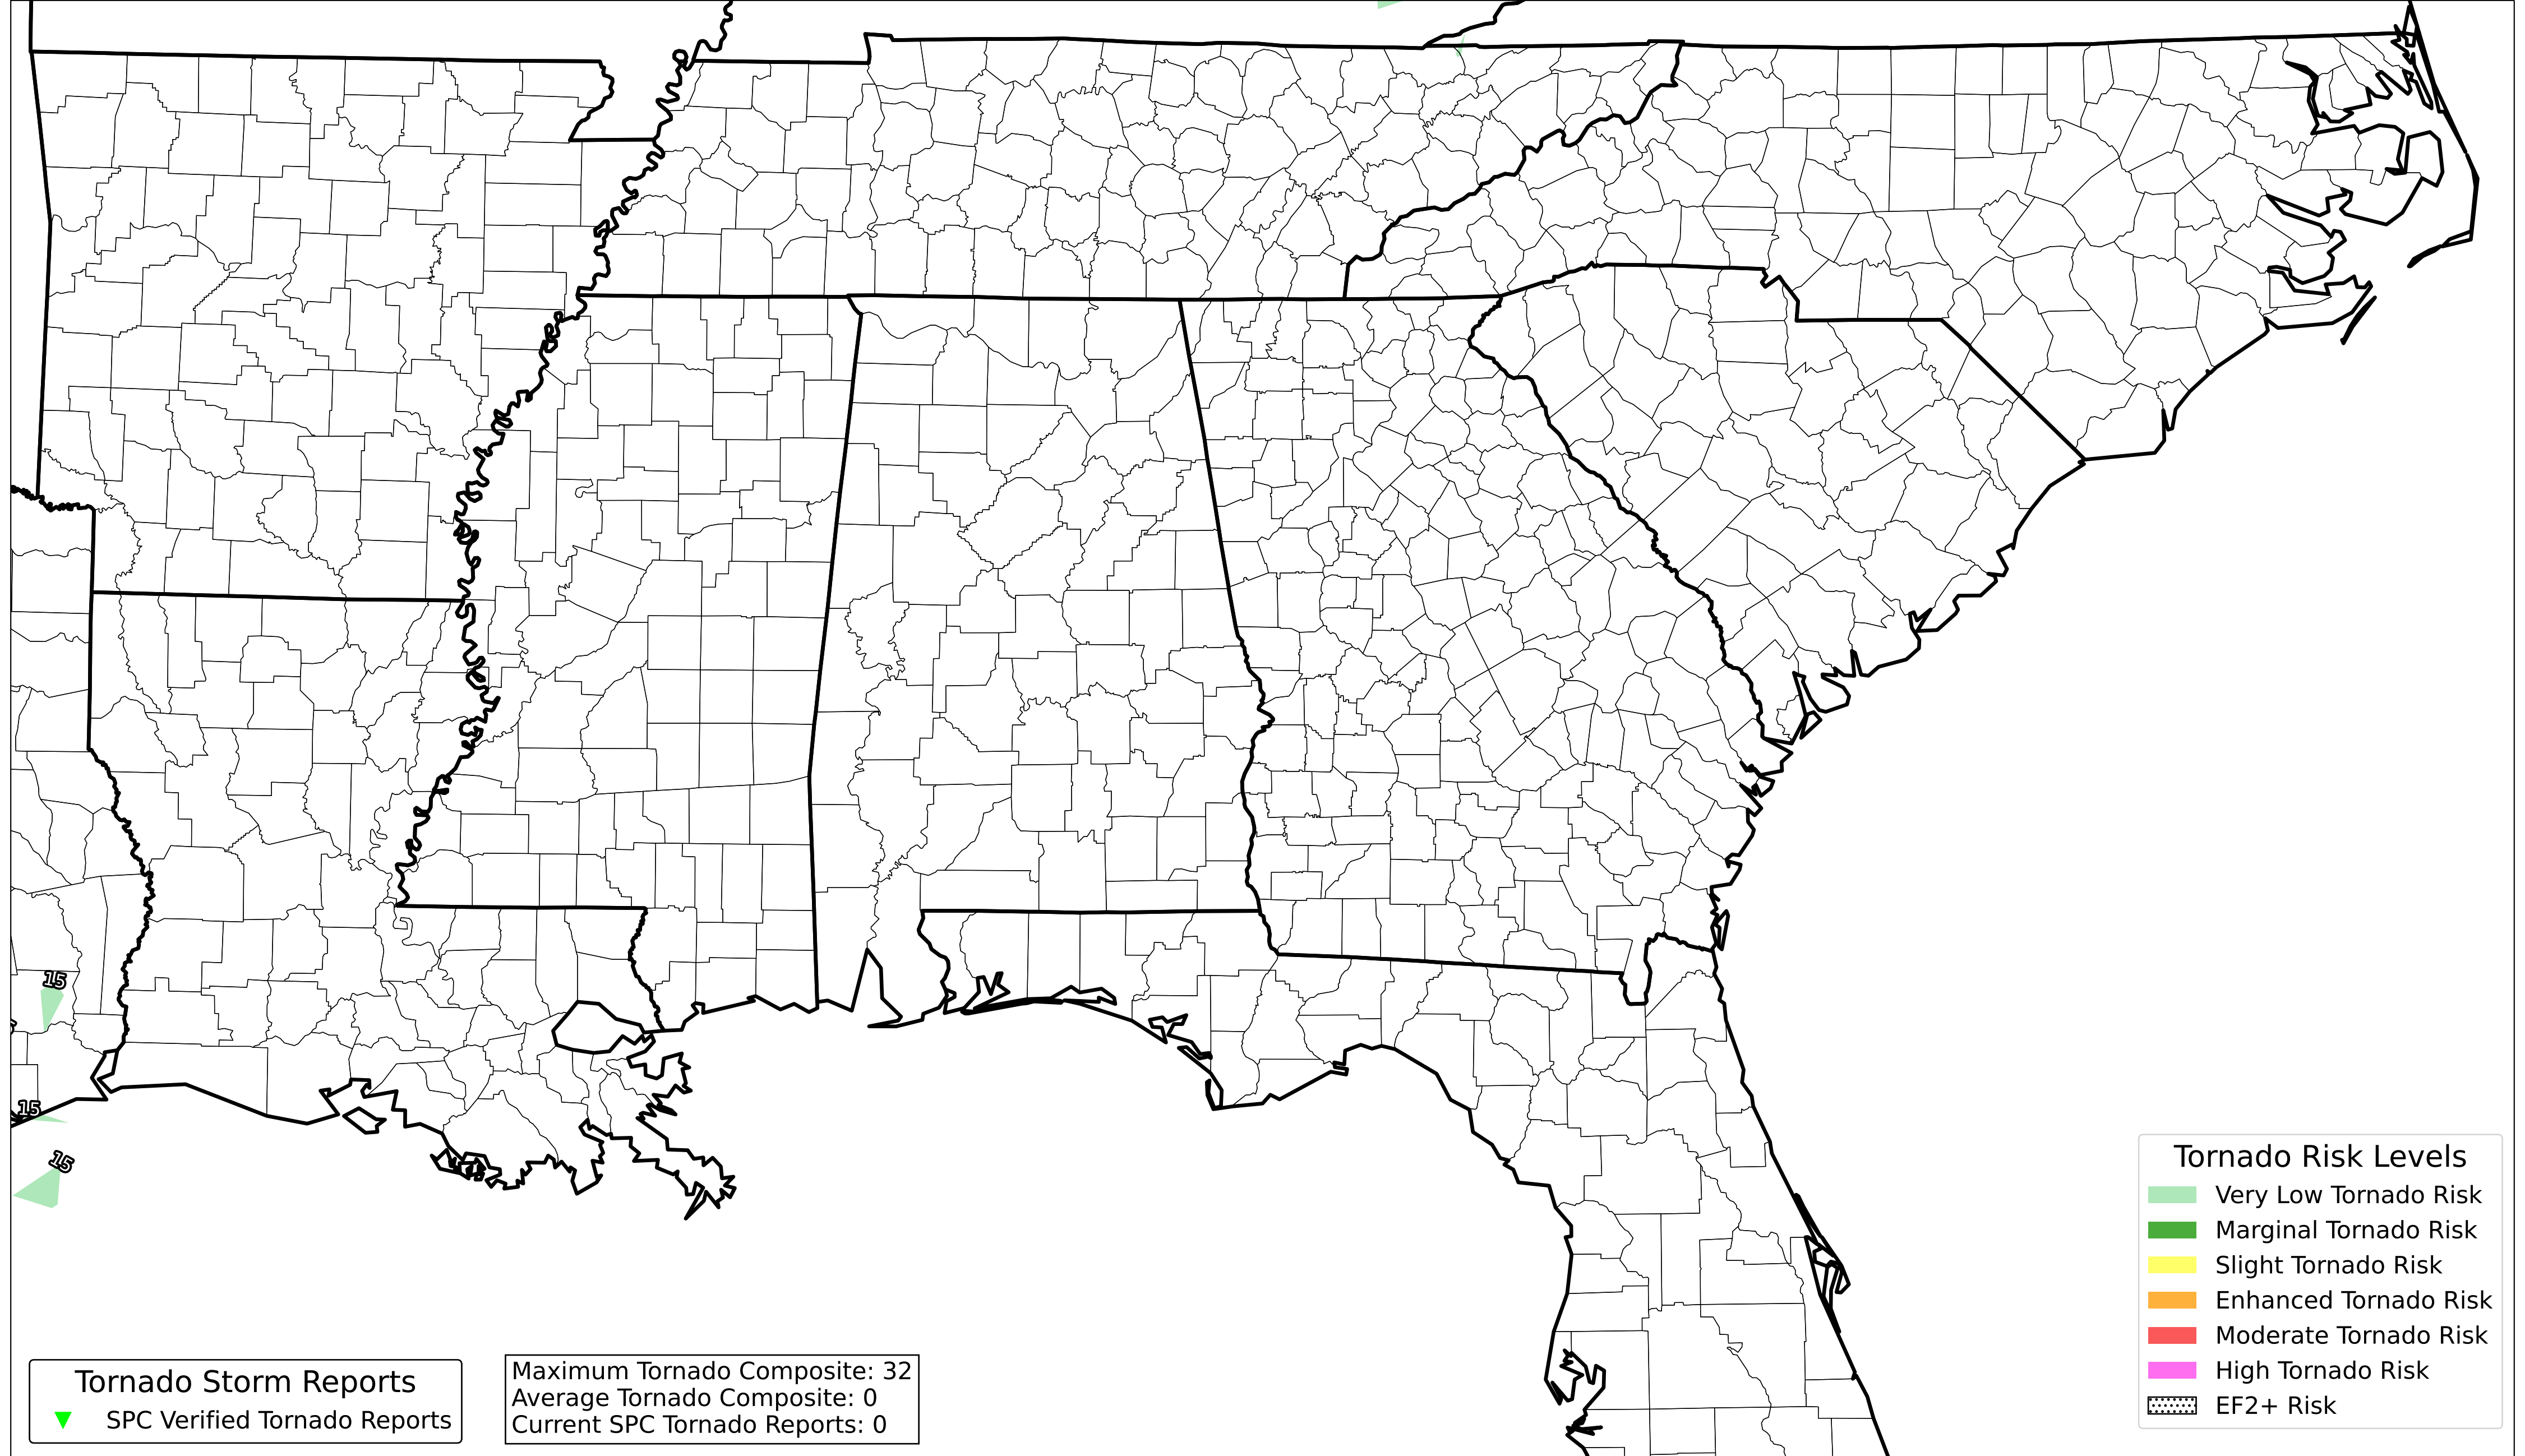 15
15
15
Tornado Storm Reports
SPC Verified Tornado Reports
Maximum Tornado Composite: 32
Average Tornado Composite: 0
Current SPC Tornado Reports: 0
Tornado Risk Levels
Very Low Tornado Risk
Marginal Tornado Risk
Slight Tornado Risk
Enhanced Tornado Risk
Moderate Tornado Risk
High Tornado Risk
EF2+ Risk